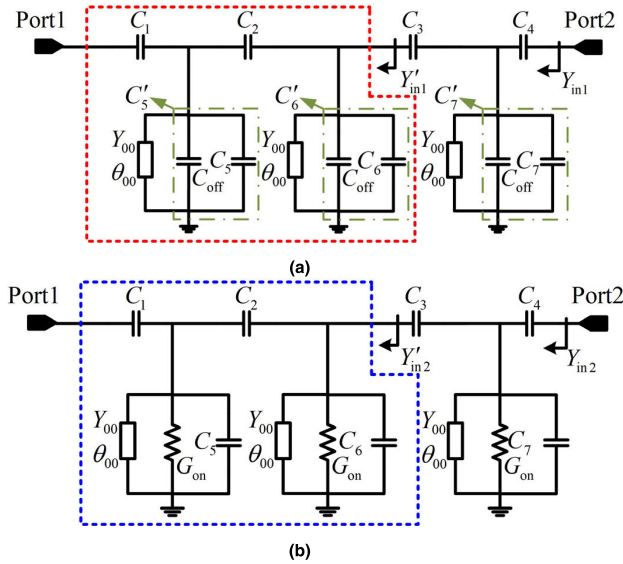 Port1 C1 C2 C3 C4 Port2
Y′in1 Yin1
C′5 C′6 C′7
Y00 Y00 Y00
C5 C6 C7
θ00 Coff θ00 Coff θ00 Coff
(a)
Port1 C1 C2 C3 C4 Port2
Y′in2 Yin2
Y00 C5 Y00 C6 Y00 C7
θ00 Gon θ00 Gon θ00 Gon
(b)